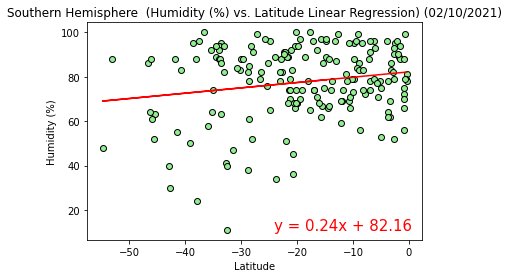 Southern Hemisphere  (Humidity (%) vs. Latitude Linear Regression) (02/10/2021)
100
80
60
40
20
Humidity (%)
y = 0.24x + 82.16
−50 −40 −30 −20 −10 0
Latitude